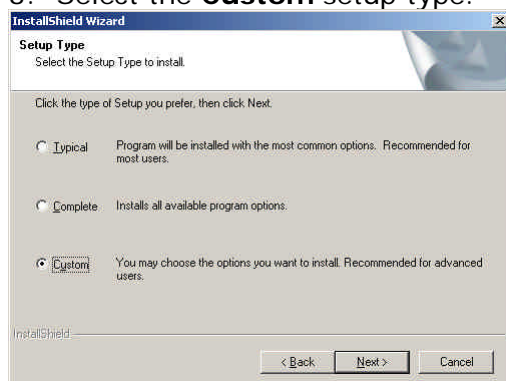 Select the Custom setup type.
InstallShield Wizard
Setup Type
Select the Setup Type to install.
Click the type of Setup you prefer, then click Next.
Typical
Program will be installed with the most common options. Recommended for
most users.
Complete
Installs all available program options.
Custom
You may choose the options you want to install. Recommended for advanced
users.
InstallShield
< Back
Next >
Cancel